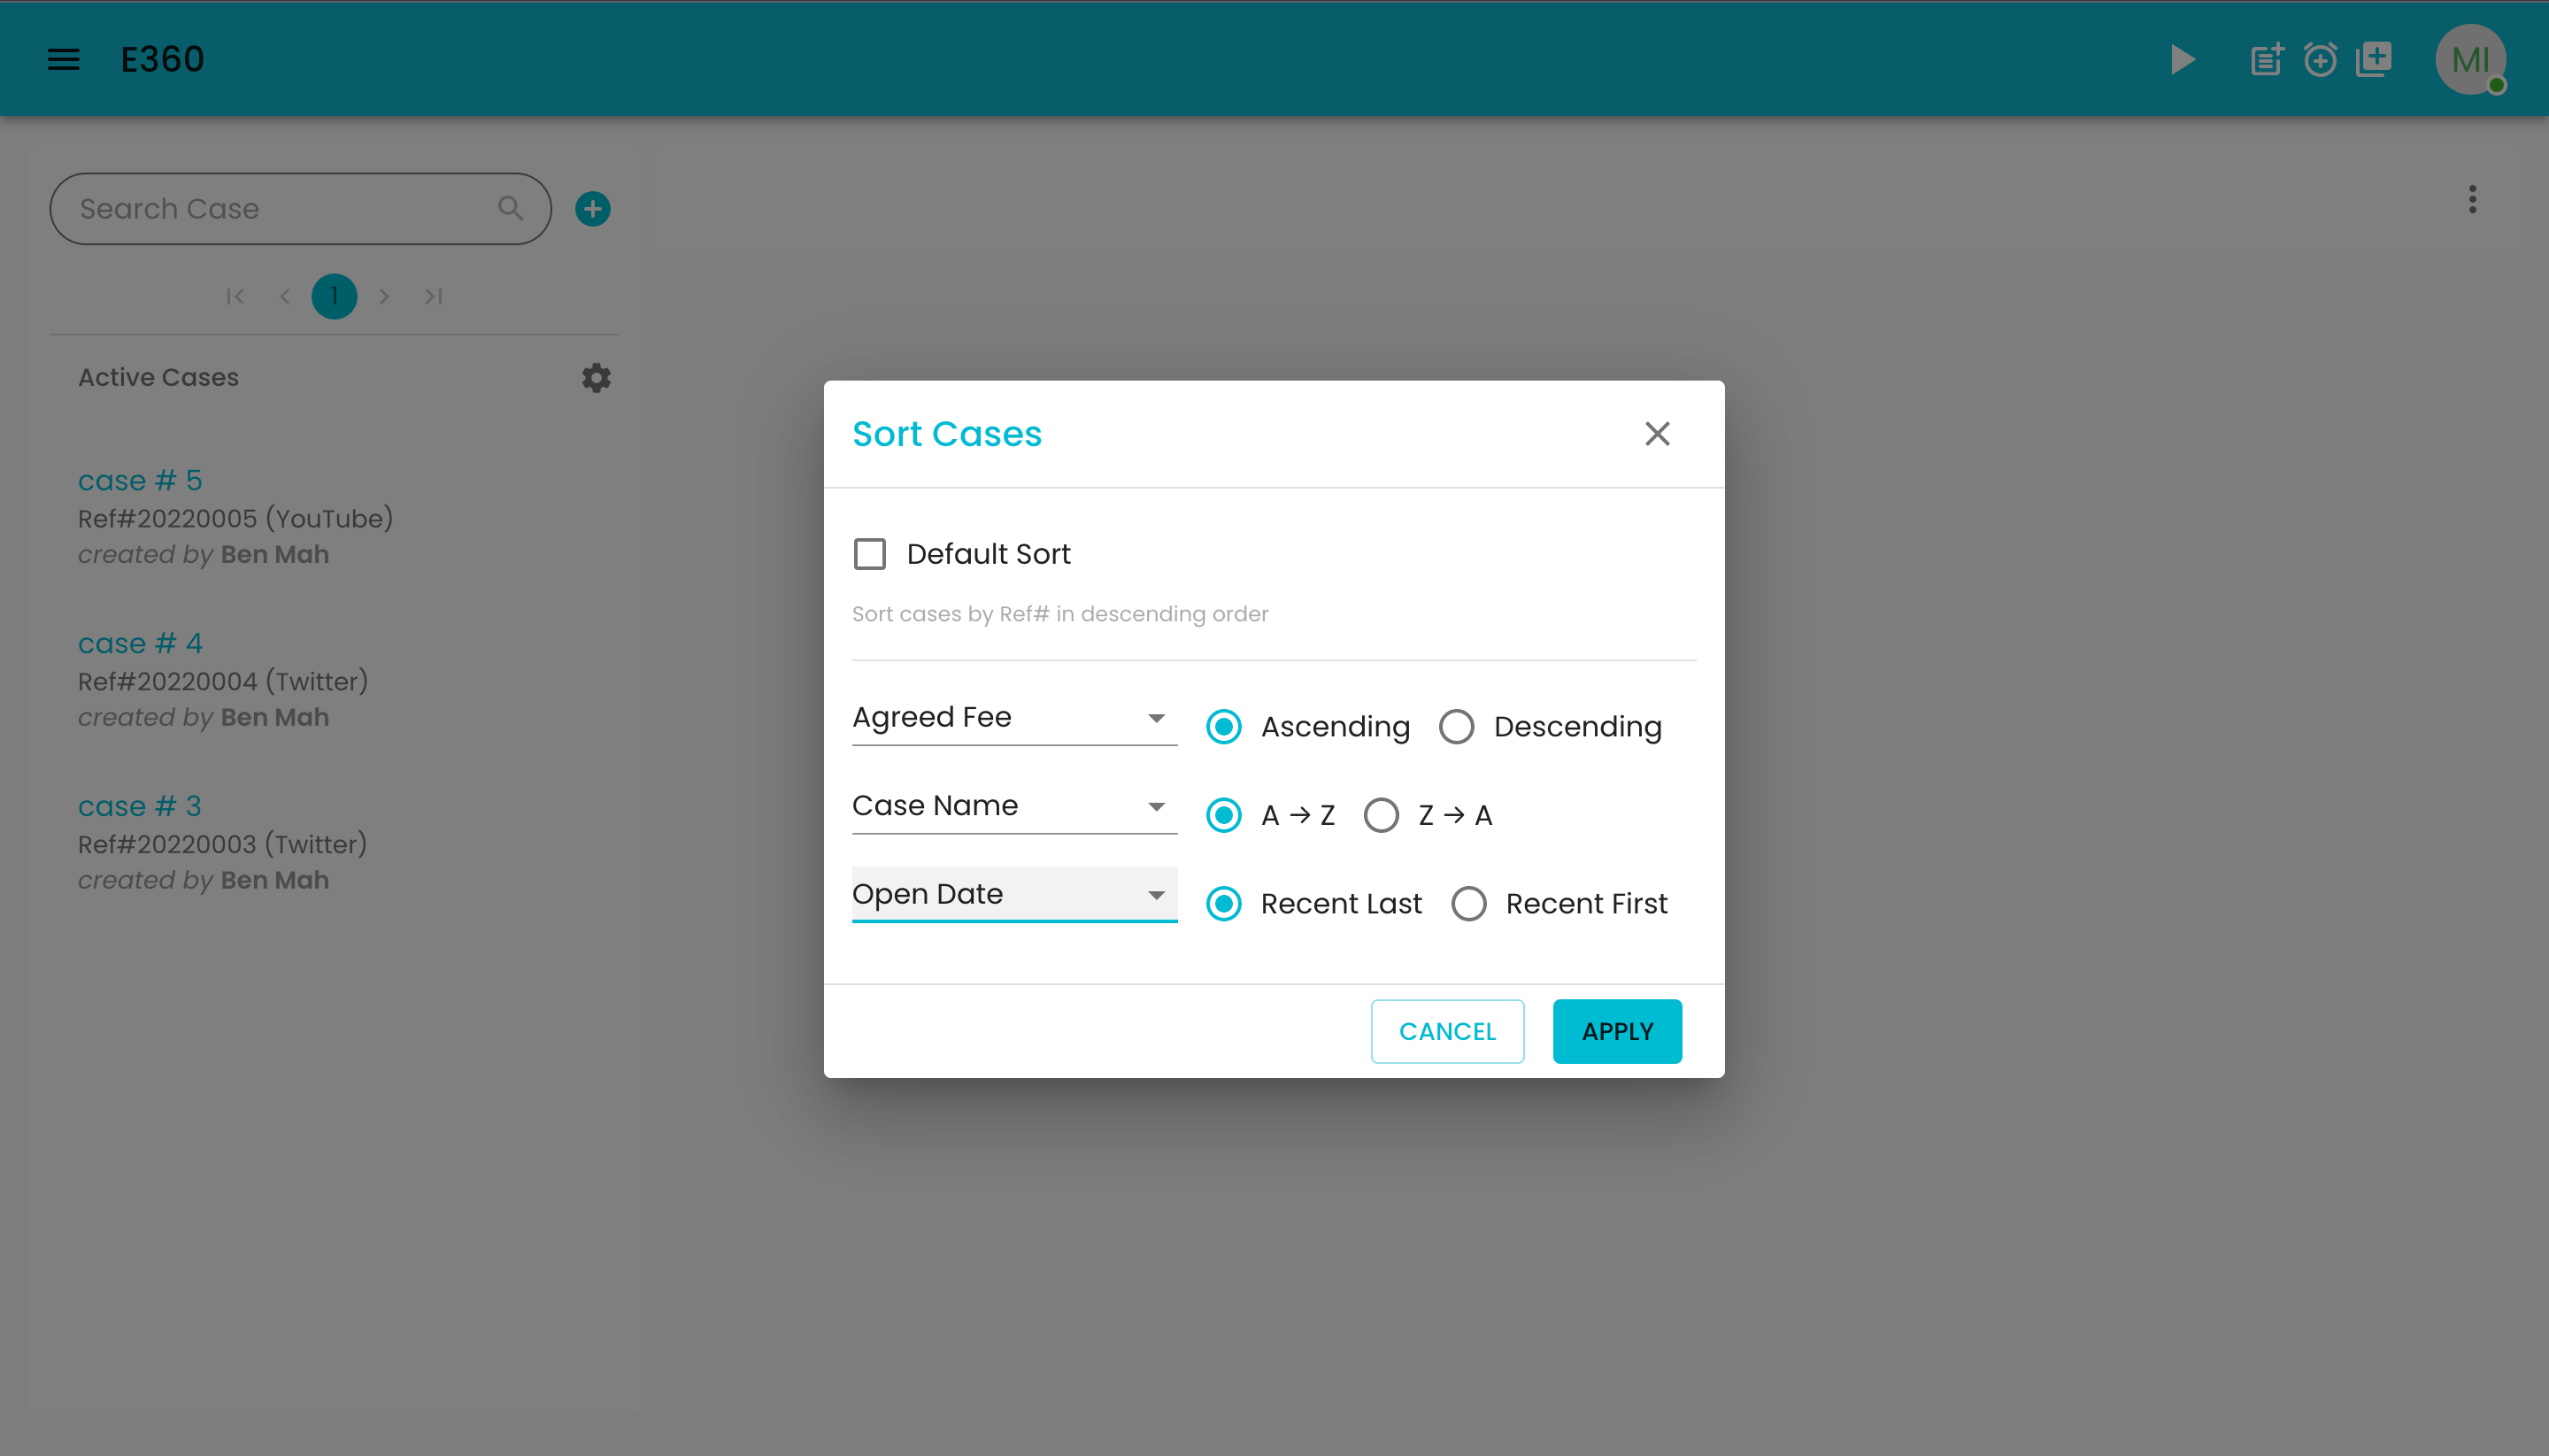 E360
MI
Search Case
1
Active Cases
case # 5
Ref#20220005 (YouTube)
created by Ben Mah
case # 4
Ref#20220004 (Twitter)
created by Ben Mah
case # 3
Ref#20220003 (Twitter)
created by Ben Mah
Sort Cases
Default Sort
Sort cases by Ref# in descending order
Agreed Fee Ascending Descending
Case Name A → Z Z → A
Open Date Recent Last Recent First
CANCEL APPLY